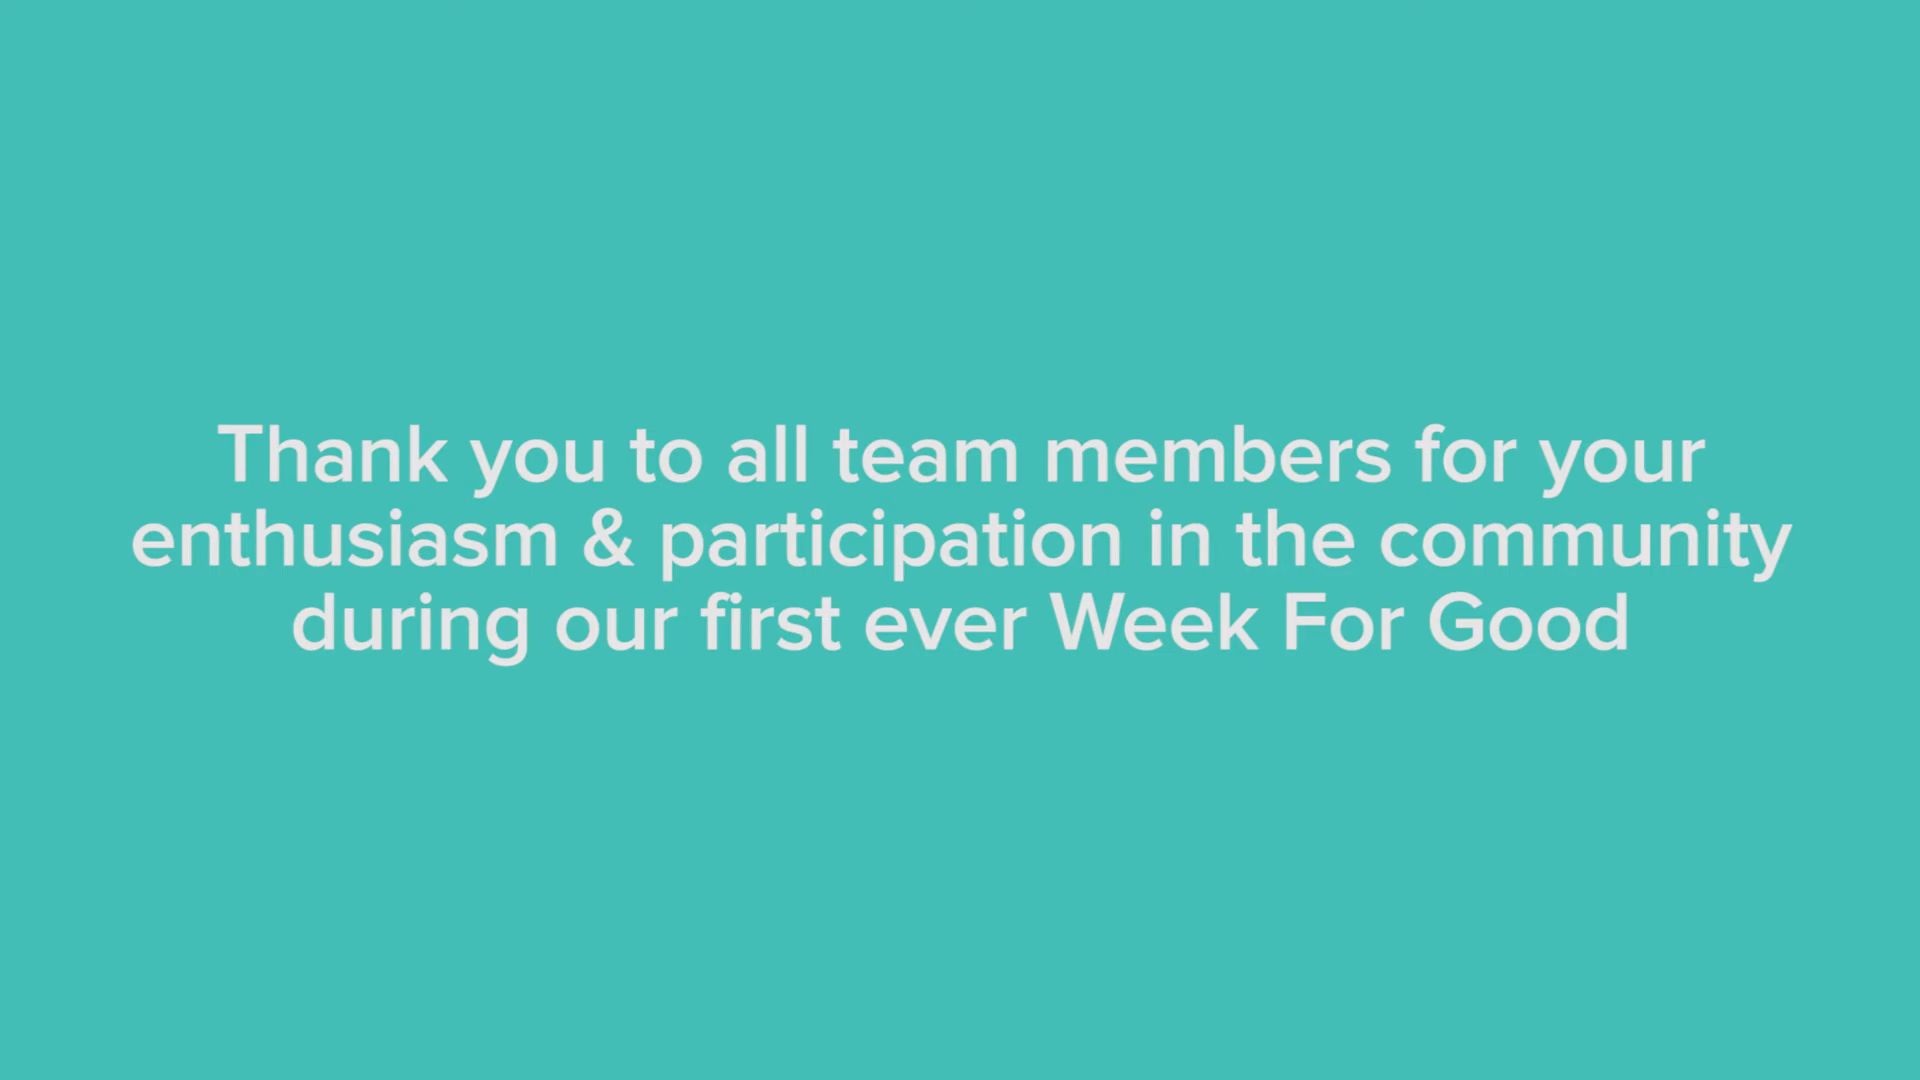 Thank you to all team members for your
enthusiasm & participation in the community
during our first ever Week For Good